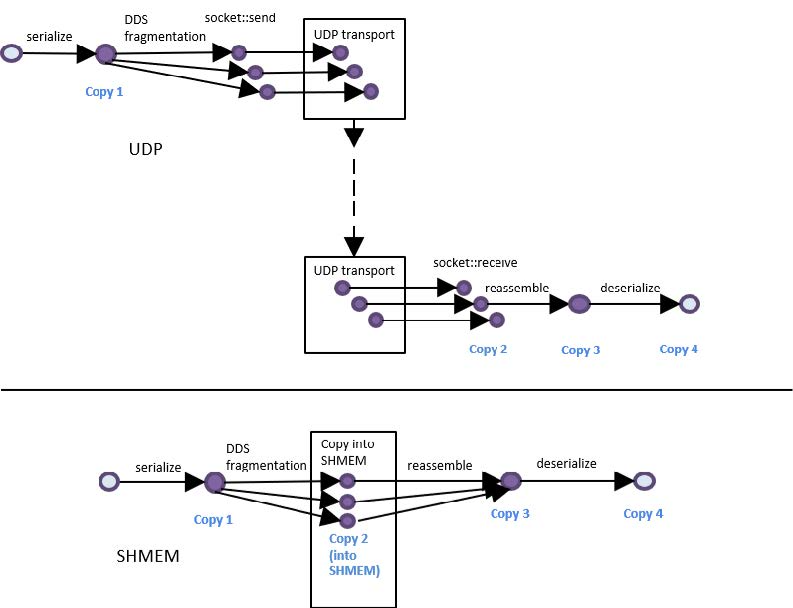 serialize
DDS
fragmentation
socket::send
UDP transport
Copy 1
UDP
UDP transport
socket::receive
reassemble
deserialize
Copy 2
Copy 3
Copy 4
serialize
DDS
fragmentation
Copy into
SHMEM
reassemble
deserialize
Copy 1
Copy 2
(into
SHMEM)
Copy 3
Copy 4
SHMEM